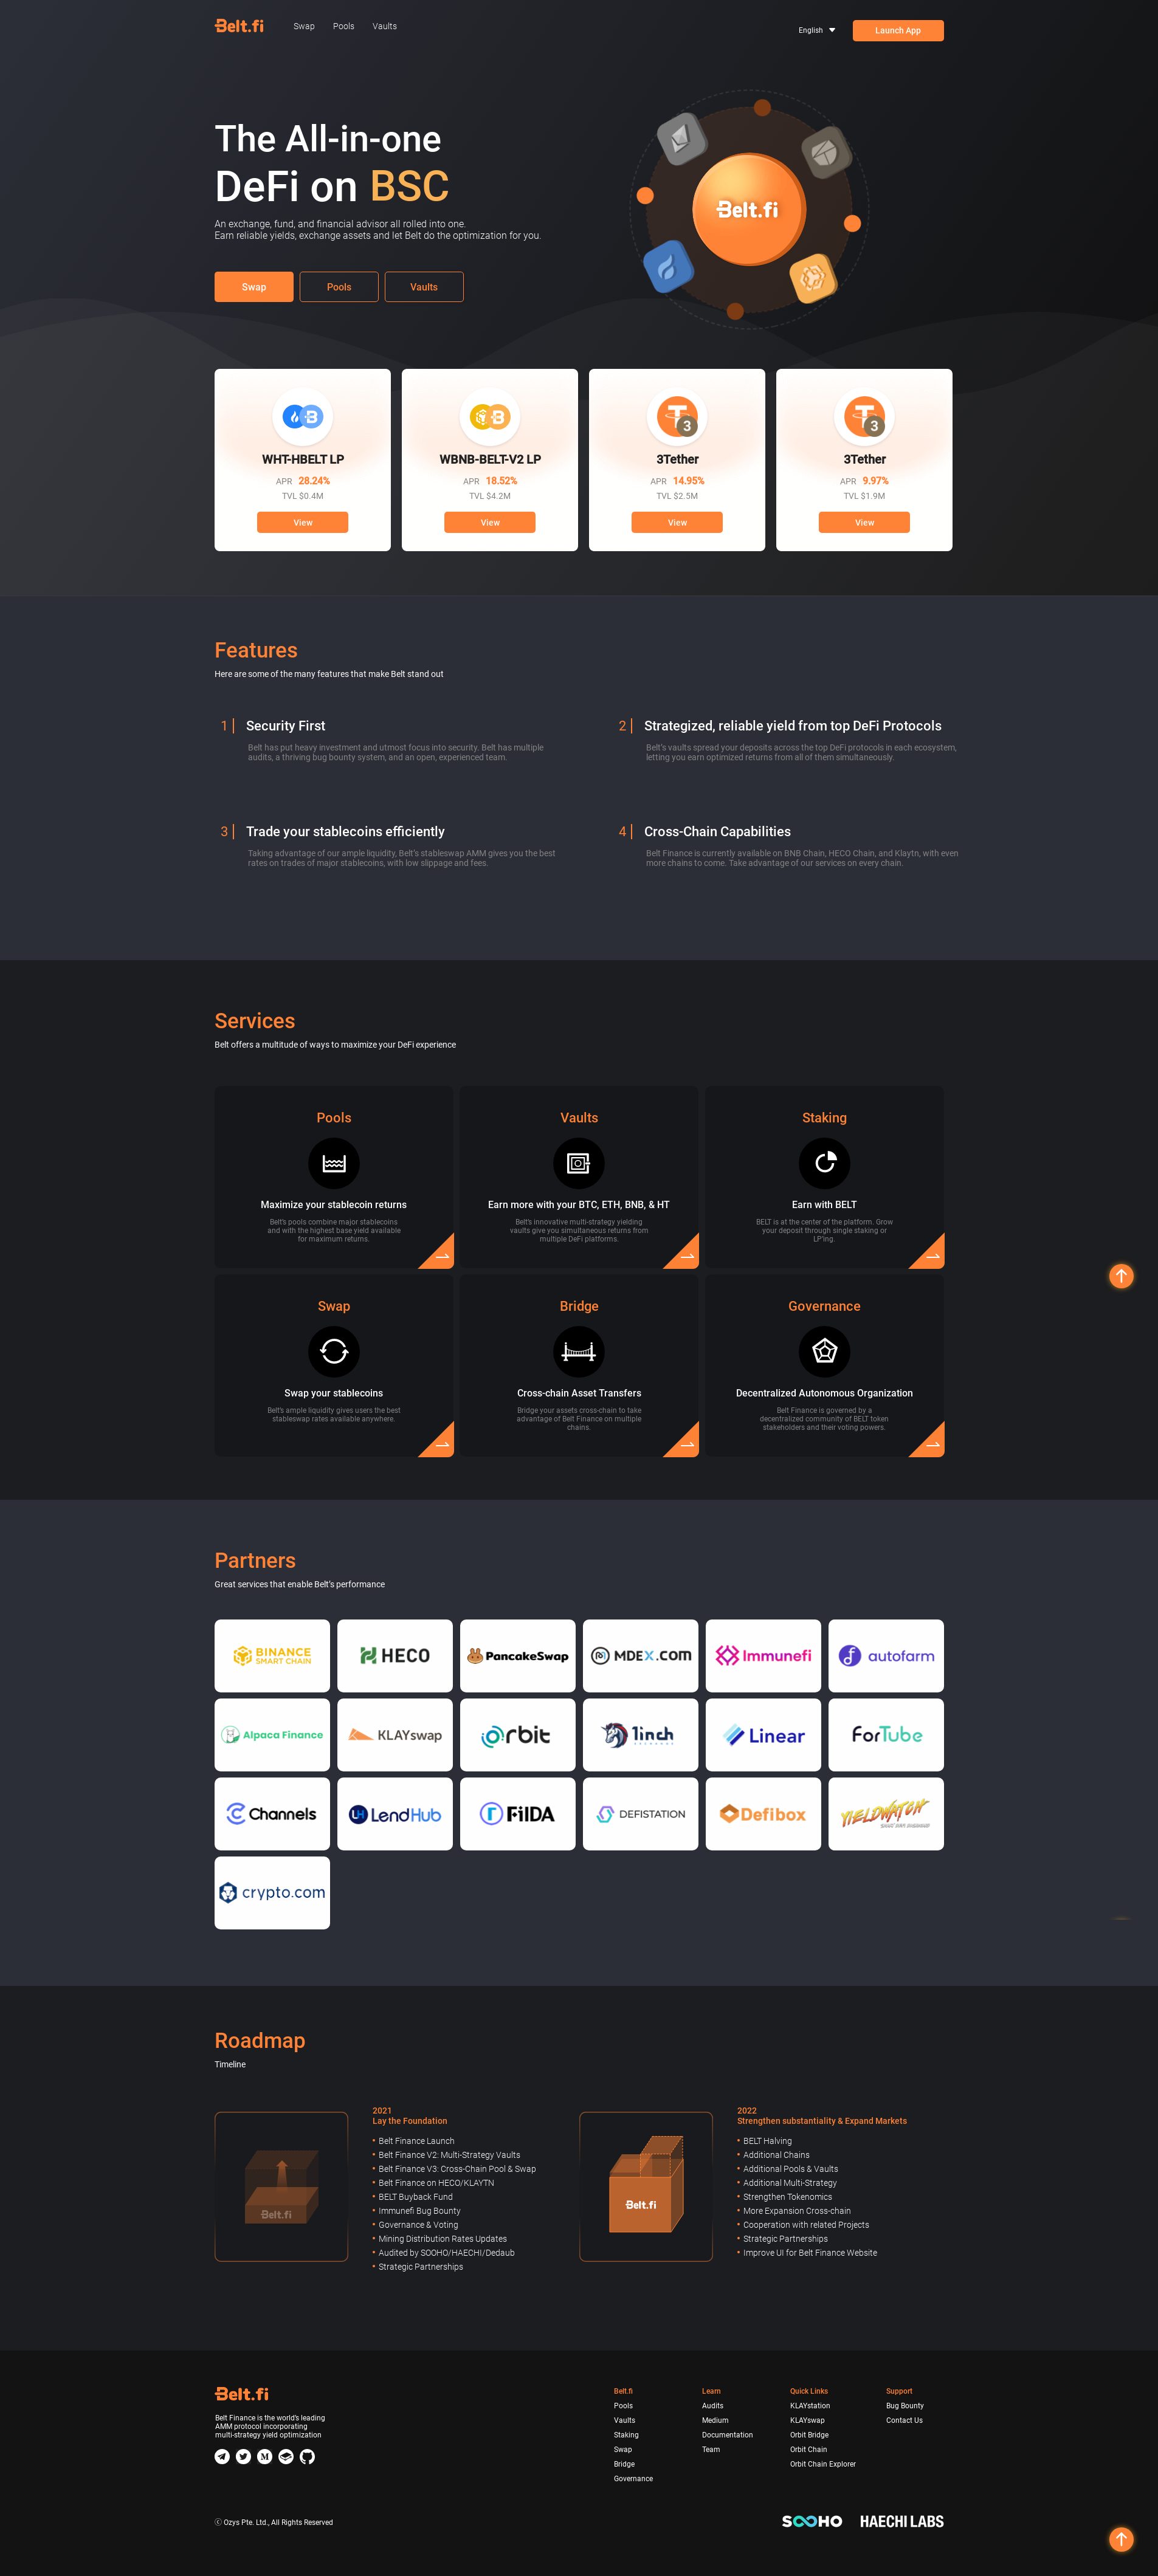 Belt.fi
Swap
Pools
Vaults
English
Launch App
The All-in-one
DeFi on BSC
An exchange, fund, and financial advisor all rolled into one.
Earn reliable yields, exchange assets and let Belt do the optimization for you.
Swap
Pools
Vaults
Belt.fi
WHT-HBELT LP
APR 28.24%
TVL $0.4M
View
WBNB-BELT-V2 LP
APR 18.52%
TVL $4.2M
View
3
3Tether
APR 14.95%
TVL $2.5M
View
3
3Tether
APR 9.97%
TVL $1.9M
View
Features
Here are some of the many features that make Belt stand out
1
Security First
Belt has put heavy investment and utmost focus into security. Belt has multiple
audits, a thriving bug bounty system, and an open, experienced team.
2
Strategized, reliable yield from top DeFi Protocols
Belt's vaults spread your deposits across the top DeFi protocols in each ecosystem,
letting you earn optimized returns from all of them simultaneously.
3
Trade your stablecoins efficiently
Taking advantage of our ample liquidity, Belt's stableswap AMM gives you the best
rates on trades of major stablecoins, with low slippage and fees.
4
Cross-Chain Capabilities
Belt Finance is currently available on BNB Chain, HECO Chain, and Klaytn, with even
more chains to come. Take advantage of our services on every chain.
Services
Belt offers a multitude of ways to maximize your DeFi experience
Pools
Maximize your stablecoin returns
Belt's pools combine major stablecoins
and with the highest base yield available
for maximum returns.
Vaults
Earn more with your BTC, ETH, BNB, & HT
Belt's innovative multi-strategy yielding
vaults give you simultaneous returns from
multiple DeFi platforms.
Staking
Earn with BELT
BELT is at the center of the platform. Grow
your deposit through single staking or
LP'ing.
Swap
Swap your stablecoins
Belt's ample liquidity gives users the best
stableswap rates available anywhere.
Bridge
Cross-chain Asset Transfers
Bridge your assets cross-chain to take
advantage of Belt Finance on multiple
chains.
Governance
Decentralized Autonomous Organization
Belt Finance is governed by a
decentralized community of BELT token
stakeholders and their voting powers.
Partners
Great services that enable Belt's performance
BINANCE
SMART CHAIN
HECO
PancakeSwap
MDEX.COM
Immunefi
autofarm
Alpaca Finance
KLAYswap
orbit
1inch
EXCHANGE
Linear
ForTube
Channels
LendHub
FilDA
DEFISTATION
Defibox
YIELDWATCH
crypto.com
Roadmap
Timeline
Belt.fi
2021
Lay the Foundation
Belt Finance Launch
Belt Finance V2: Multi-Strategy Vaults
Belt Finance V3: Cross-Chain Pool & Swap
Belt Finance on HECO/KLAYTN
BELT Buyback Fund
Immunefi Bug Bounty
Governance & Voting
Mining Distribution Rates Updates
Audited by SOOHO/HAECHI/Dedaub
Strategic Partnerships
Belt.fi
2022
Strengthen substantiality & Expand Markets
BELT Halving
Additional Chains
Additional Pools & Vaults
Additional Multi-Strategy
Strengthen Tokenomics
More Expansion Cross-chain
Cooperation with related Projects
Strategic Partnerships
Improve UI for Belt Finance Website
Belt.fi
Belt Finance is the world's leading
AMM protocol incorporating
multi-strategy yield optimization
Belt.fi
Pools
Vaults
Staking
Swap
Bridge
Governance
Learn
Audits
Medium
Documentation
Team
Quick Links
KLAYstation
KLAYswap
Orbit Bridge
Orbit Chain
Orbit Chain Explorer
Support
Bug Bounty
Contact Us
ⓒ Ozys Pte. Ltd., All Rights Reserved
SOOHO
HAECHI LABS